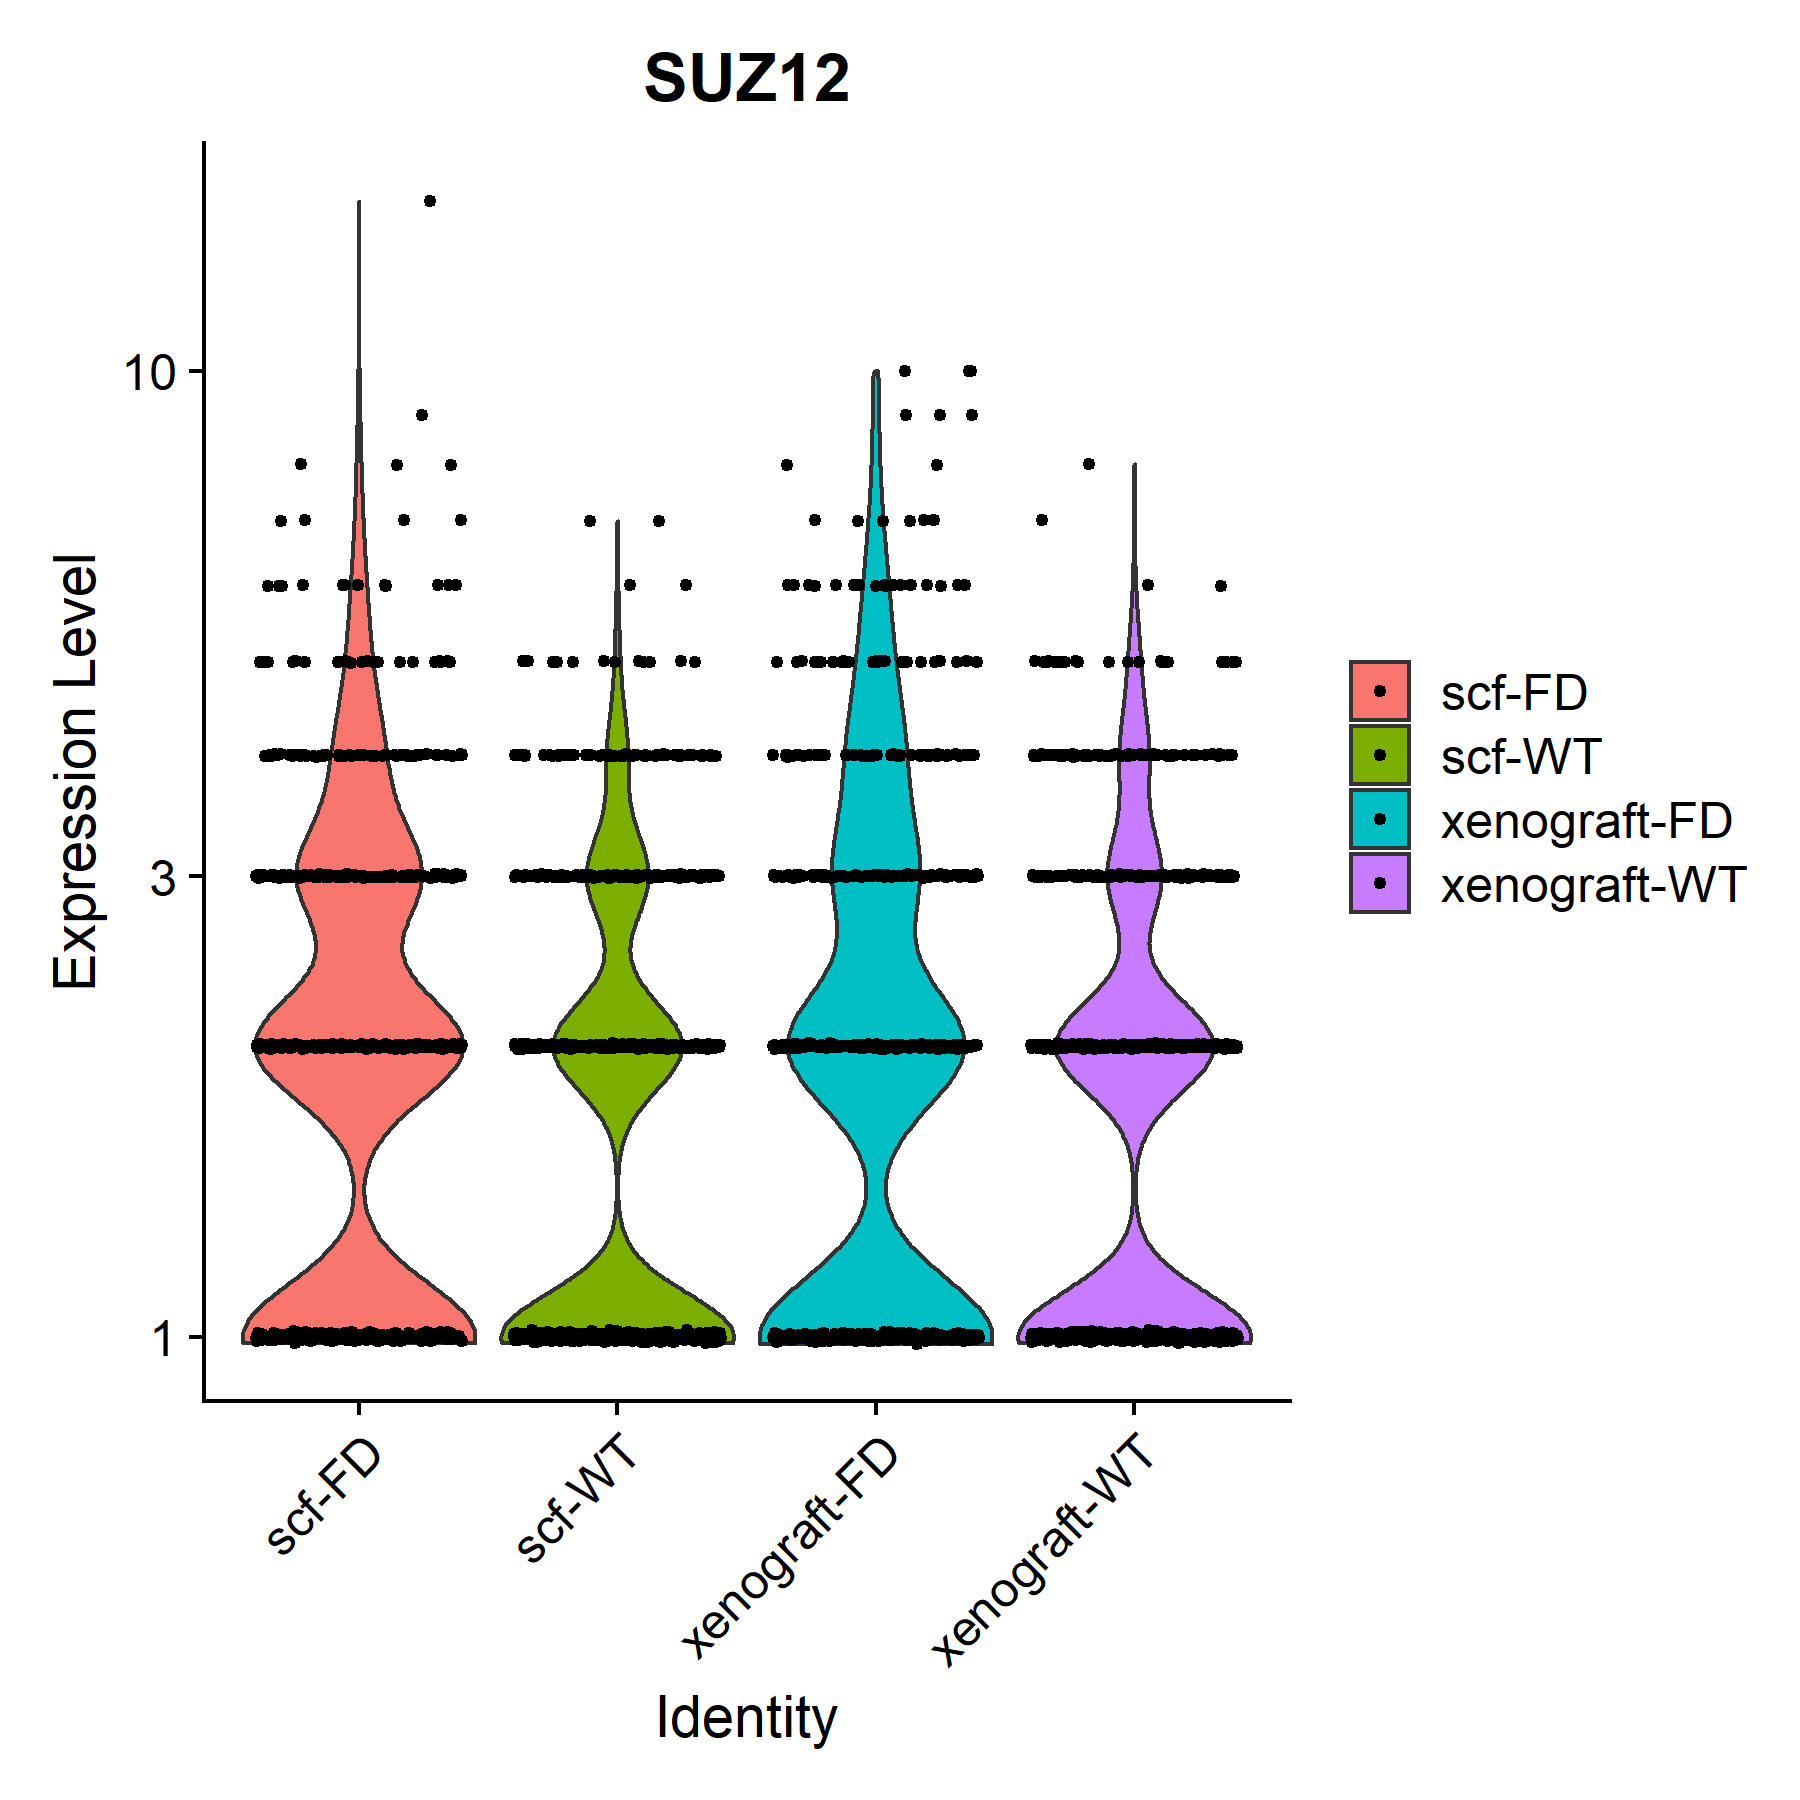 SUZ12
Expression Level
10
3
1
scf-FD
scf-WT
xenograft-FD
xenograft-WT
Identity
scf-FD
scf-WT
xenograft-FD
xenograft-WT